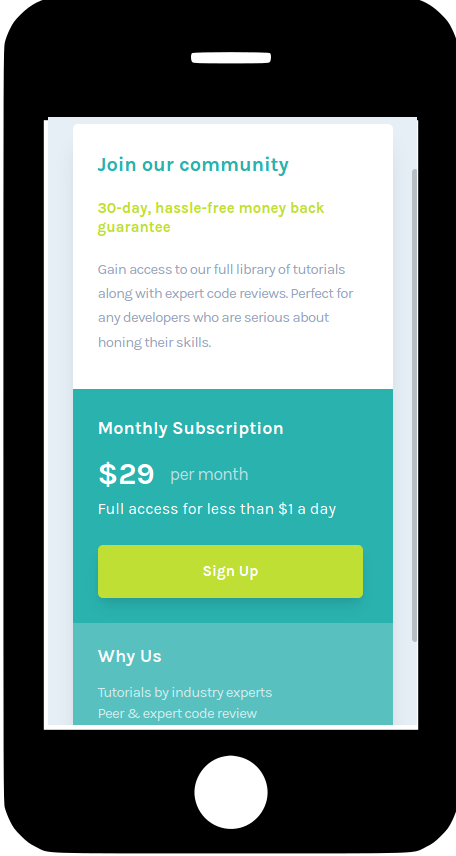 Join our community
30-day, hassle-free money back
guarantee
Gain access to our full library of tutorials
along with expert code reviews. Perfect for
any developers who are serious about
honing their skills.
Monthly Subscription
$29 per month
Full access for less than $1 a day
Sign Up
Why Us
Tutorials by industry experts
Peer & expert code review